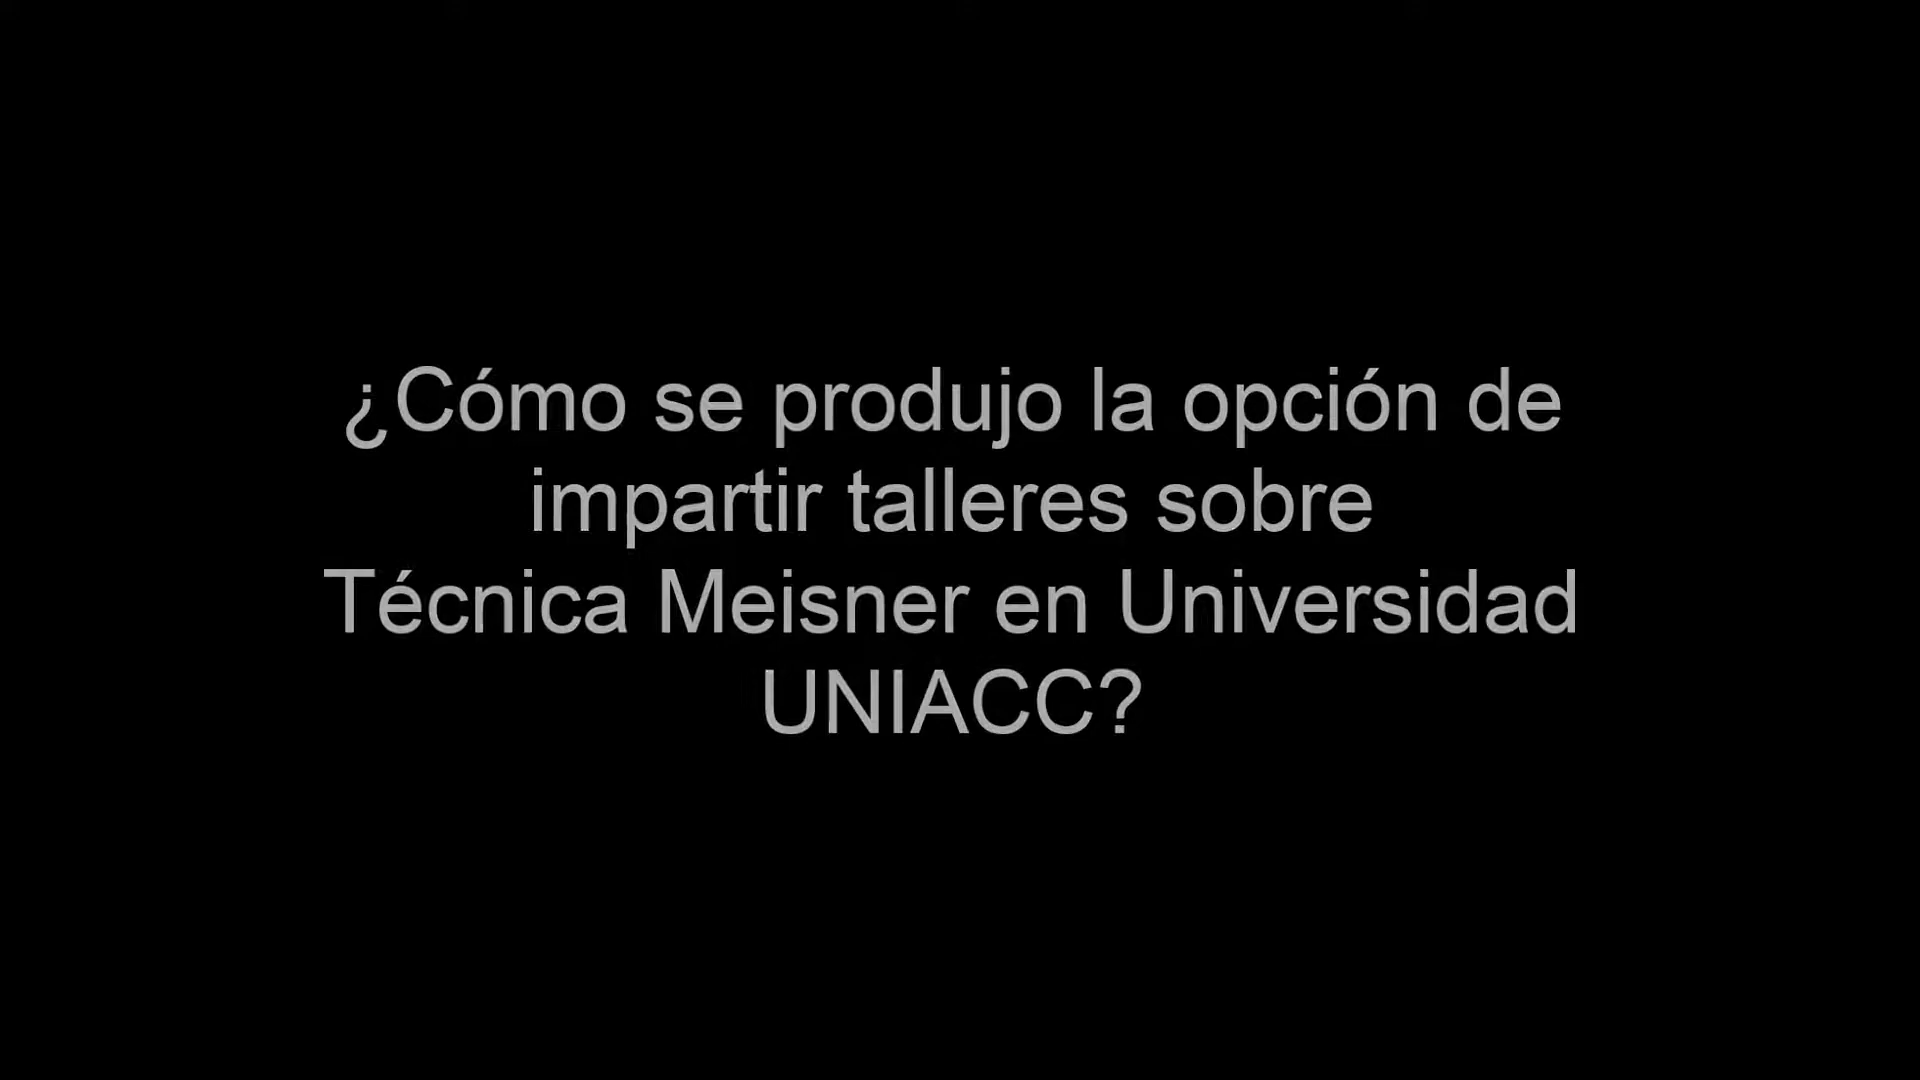 ¿Cómo se produjo la opción de
impartir talleres sobre
Técnica Meisner en Universidad
UNIACC?